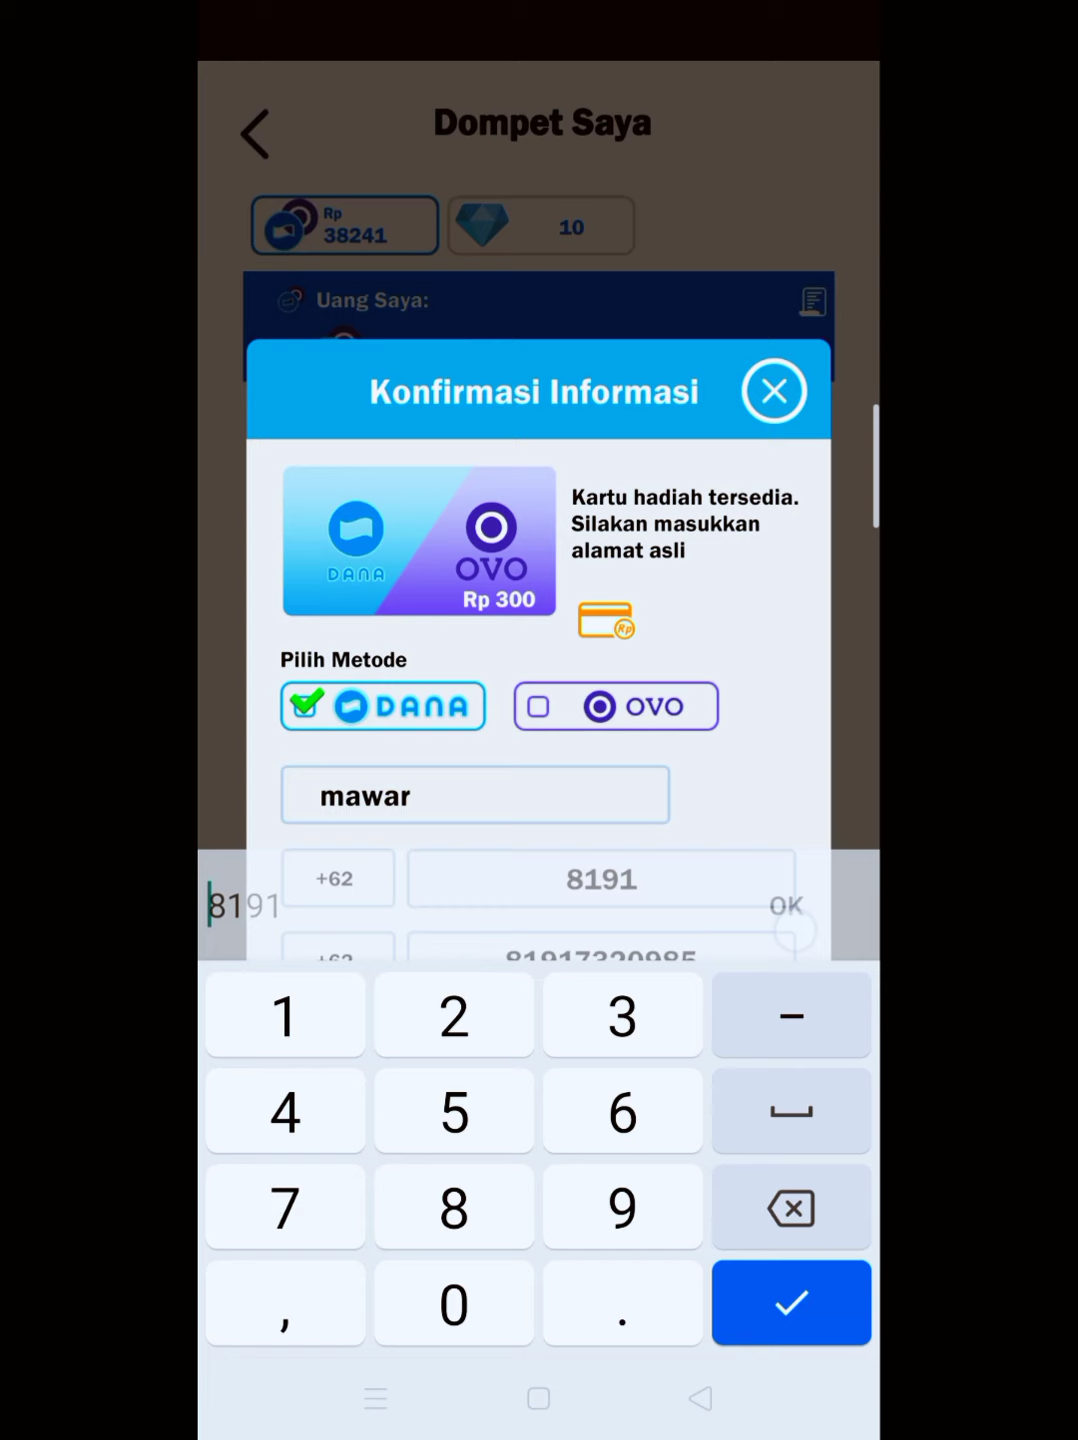 Dompet Saya
Rp
38241
10
Uang Saya:
Konfirmasi Informasi
DANA
OVO
Rp 300
Kartu hadiah tersedia.
Silakan masukkan
alamat asli
Rp
Pilih Metode
DANA
OVO
mawar
+62
8191
8191
OK
+62
81917320985
1
2
3
-
4
5
6
7
8
9
,
0
.